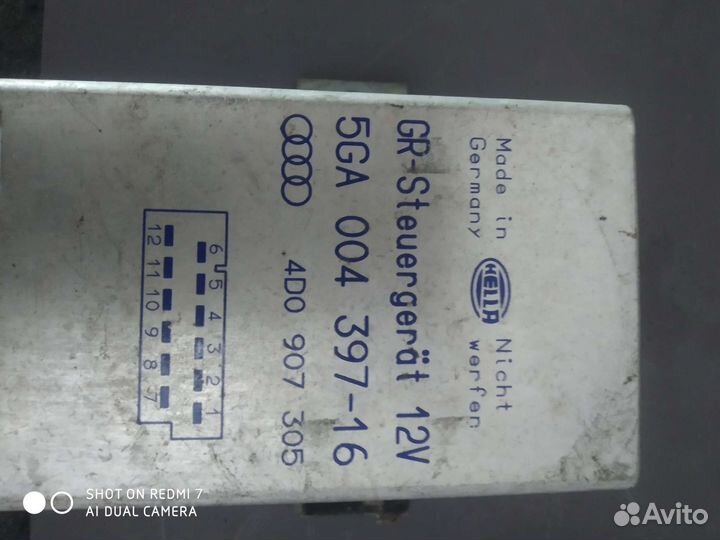 Made in
Germany
HELLA
Nicht
werfen
GR-Steuergerät 12V
5GA 004 397-16
4D0 907 305
6 5 4 3 2 1
12 11 10 9 8 7
SHOT ON REDMI 7
AI DUAL CAMERA
Avito